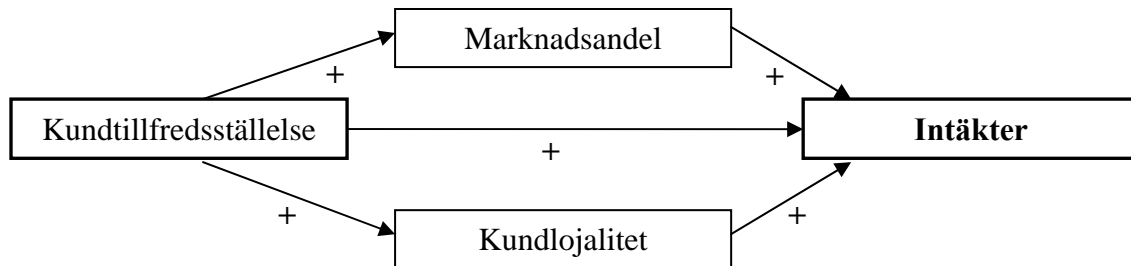 Marknadsandel
+
+
Kundtillfredsställelse
Intäkter
+
+
+
Kundlojalitet